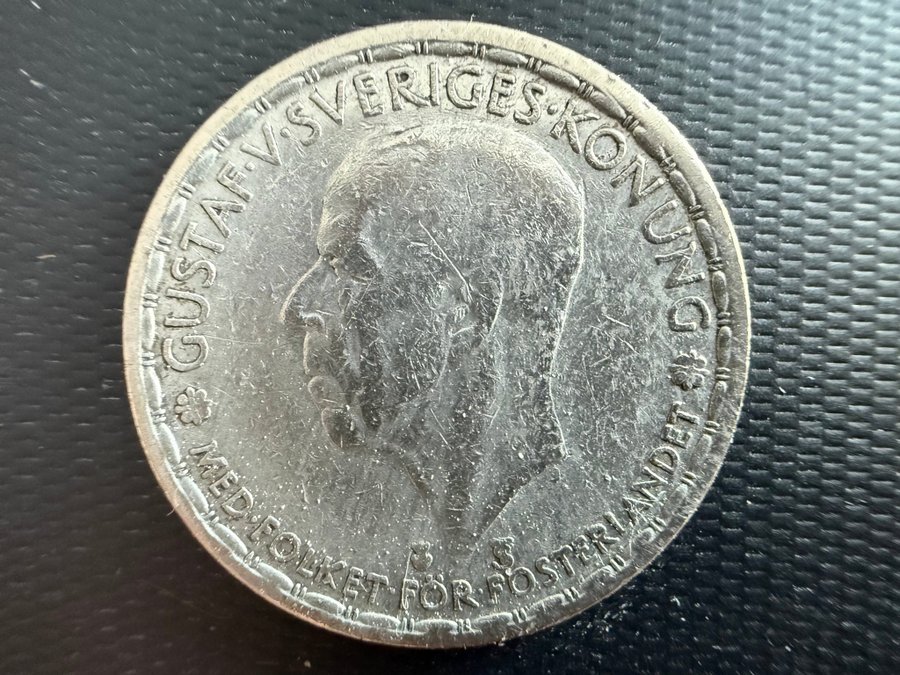 GUSTAF·V·SVERIGES·KONUNG
MED·FOLKET·FÖR·FOSTERLANDET